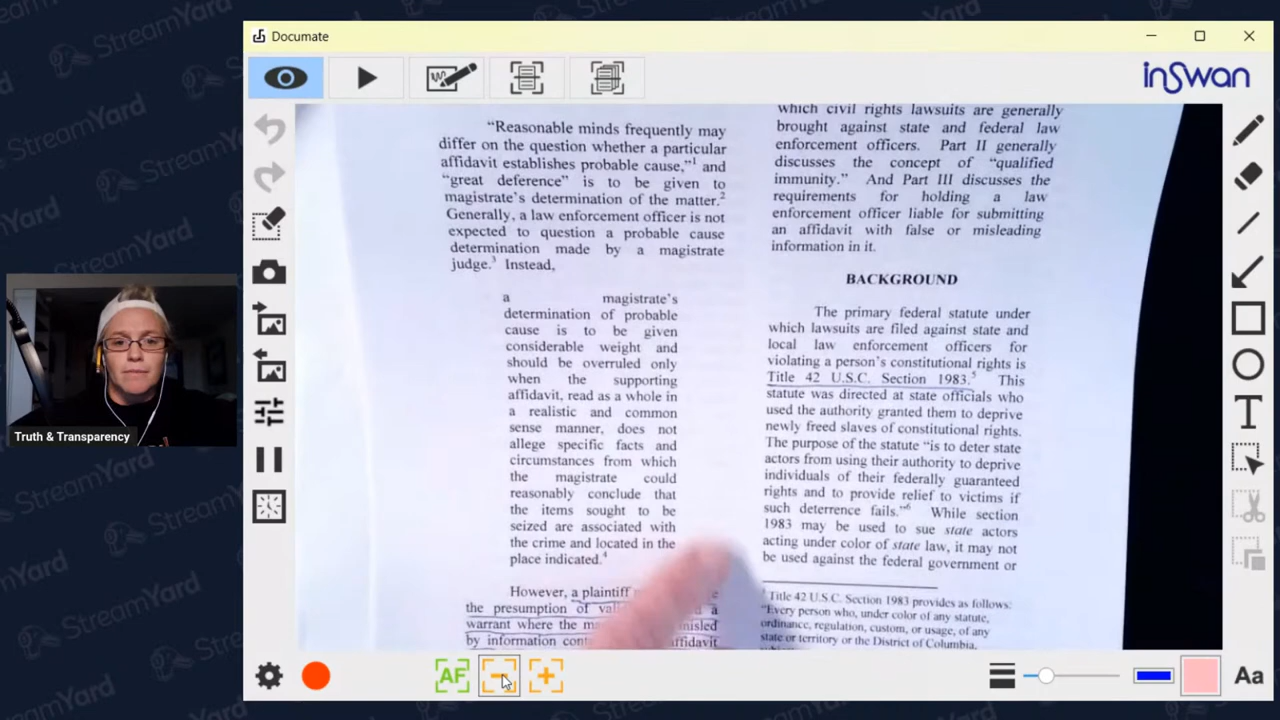 StreamYard
Documate
inSwan
"Reasonable minds frequently may
differ on the question whether a particular
affidavit establishes probable cause,"1 and
"great deference" is to be given to
magistrate's determination of the matter.2
Generally, a law enforcement officer is not
expected to question a probable cause
determination made by a magistrate
judge.3 Instead,
a magistrate's
determination of probable
cause is to be given
considerable weight and
should be overruled only
when the supporting
affidavit, read as a whole in
a realistic and common
sense manner, does not
allege specific facts and
circumstances from which
the magistrate could
reasonably conclude that
the items sought to be
seized are associated with
the crime and located in the
place indicated.4
However, a plaintiff
the presumption of a
warrant where the misled
by information affidavit
which civil rights lawsuits are generally
brought against state and federal law
enforcement officers. Part II generally
discusses the concept of "qualified
immunity." And Part III discusses the
requirements for holding a law
enforcement officer liable for submitting
an affidavit with false or misleading
information in it.
BACKGROUND
The primary federal statute under
which lawsuits are filed against state and
local law enforcement officers for
violating a person's constitutional rights is
Title 42 U.S.C. Section 1983.5 This
statute was directed at state officials who
used the authority granted them to deprive
newly freed slaves of constitutional rights.
The purpose of the statute "is to deter state
actors from using their authority to deprive
individuals of their federally guaranteed
rights and to provide relief to victims if
such deterrence fails."6 While section
1983 may be used to sue state actors
acting under color of state law, it may not
be used against the federal government or
Title 42 U.S.C. Section 1983 provides as follows:
"Every person who, under color of any statute,
ordinance, regulation, custom, or usage, of any
state or territory or the District of Columbia,
Truth & Transparency
AF
T
Aa